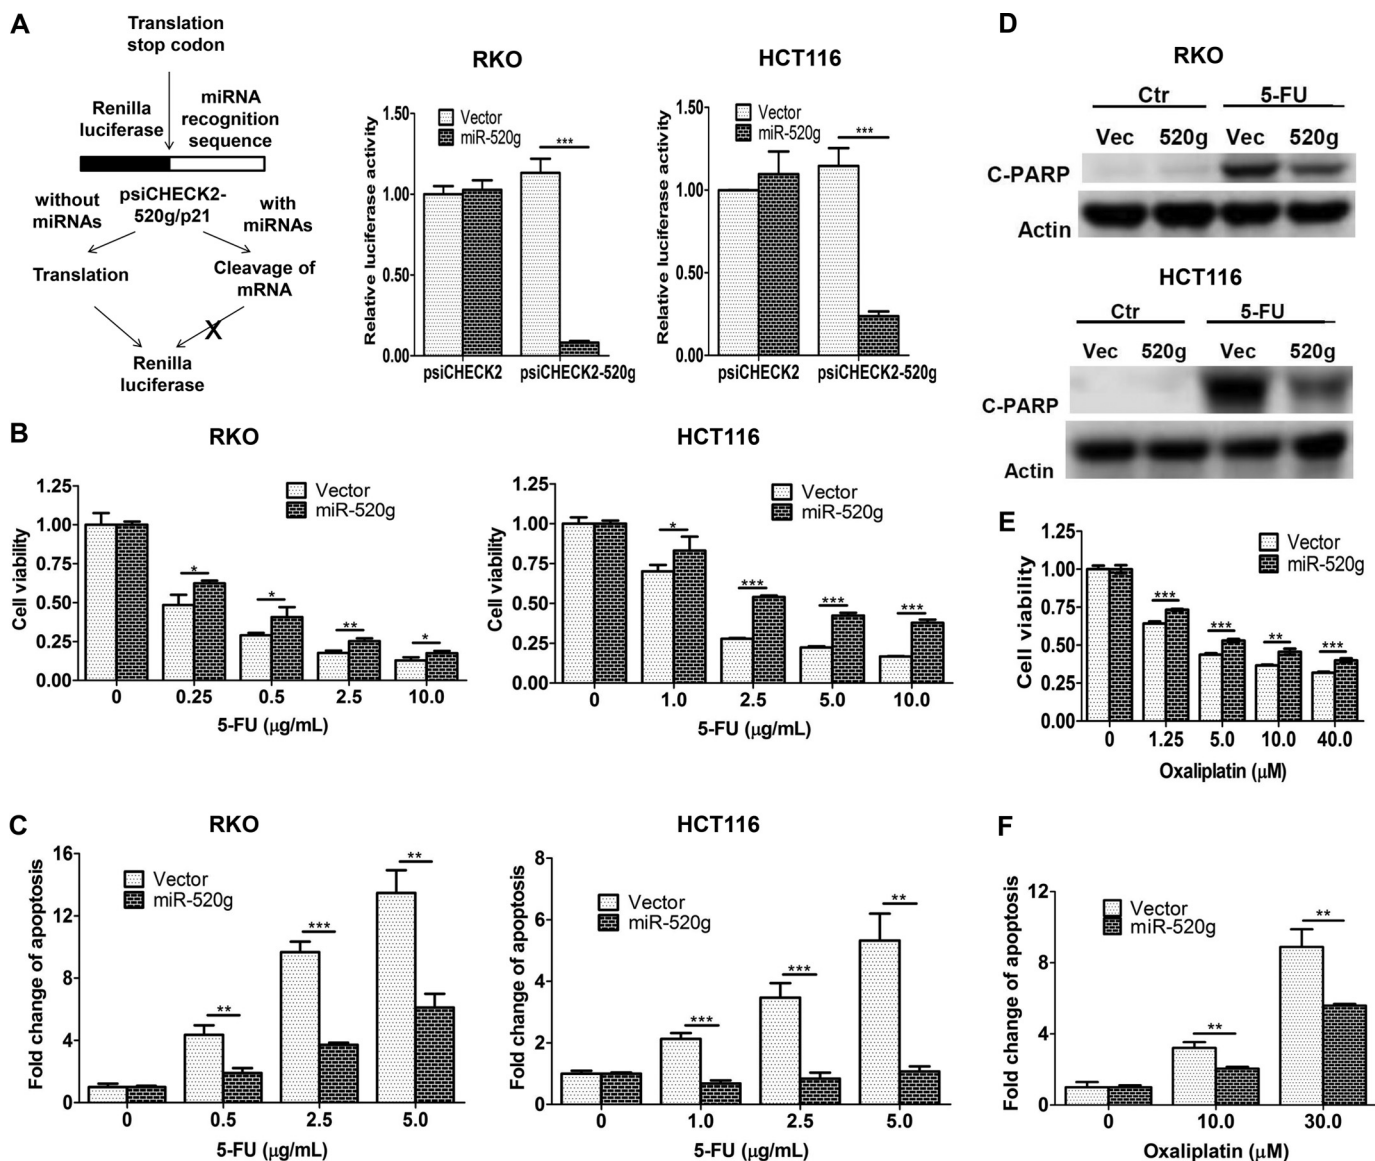 A
Translation
stop codon
Renilla
luciferase
miRNA
recognition
sequence
without
miRNAs
psiCHECK2-
520g/p21
with
miRNAs
Translation
Cleavage of
mRNA
X
Renilla
luciferase
RKO
Relative luciferase activity
1.50
1.00
0.50
0.00
Vector
miR-520g
***
psiCHECK2
psiCHECK2-520g
HCT116
Relative luciferase activity
1.50
1.00
0.50
0.00
Vector
miR-520g
***
psiCHECK2
psiCHECK2-520g
B
RKO
Cell viability
1.25
1.00
0.75
0.50
0.25
0.00
Vector
miR-520g
*
*
**
*
0 0.25 0.5 2.5 10.0
5-FU (μg/mL)
HCT116
Cell viability
1.25
1.00
0.75
0.50
0.25
0.00
Vector
miR-520g
*
***
***
***
0 1.0 2.5 5.0 10.0
5-FU (μg/mL)
C
RKO
Fold change of apoptosis
16
12
8
4
0
Vector
miR-520g
**
***
**
0 0.5 2.5 5.0
5-FU (μg/mL)
HCT116
Fold change of apoptosis
8
6
4
2
0
Vector
miR-520g
***
***
**
0 1.0 2.5 5.0
5-FU (μg/mL)
D
RKO
Ctr 5-FU
Vec 520g Vec 520g
C-PARP
Actin
HCT116
Ctr 5-FU
Vec 520g Vec 520g
C-PARP
Actin
E
Cell viability
1.25
1.00
0.75
0.50
0.25
0.00
Vector
miR-520g
***
***
**
***
0 1.25 5.0 10.0 40.0
Oxaliplatin (μM)
F
Fold change of apoptosis
12
8
4
0
Vector
miR-520g
**
**
0 10.0 30.0
Oxaliplatin (μM)